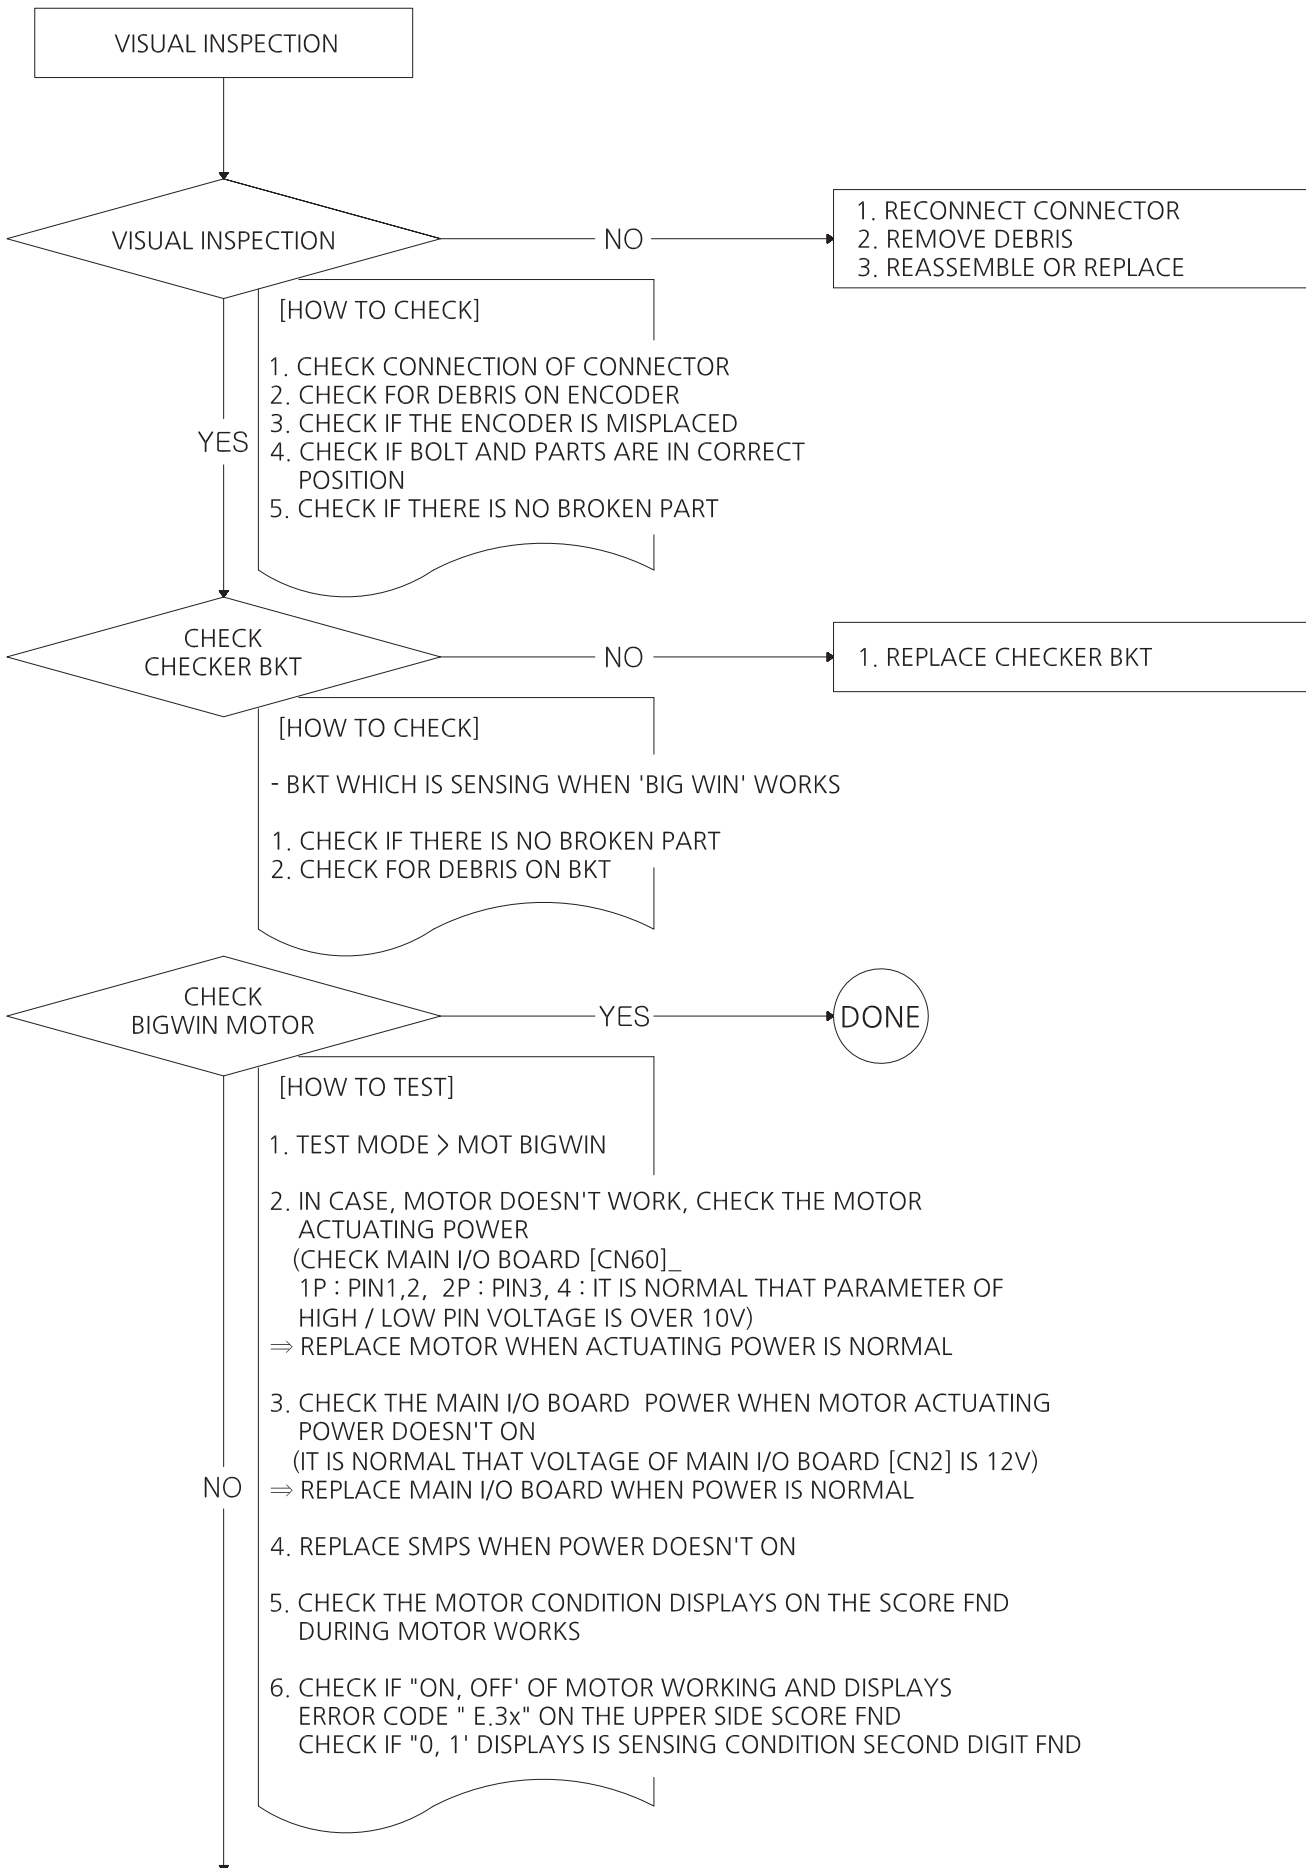 VISUAL INSPECTION
VISUAL INSPECTION
NO
1. RECONNECT CONNECTOR
2. REMOVE DEBRIS
3. REASSEMBLE OR REPLACE
[HOW TO CHECK]
1. CHECK CONNECTION OF CONNECTOR
2. CHECK FOR DEBRIS ON ENCODER
3. CHECK IF THE ENCODER IS MISPLACED
4. CHECK IF BOLT AND PARTS ARE IN CORRECT
POSITION
5. CHECK IF THERE IS NO BROKEN PART
YES
CHECK
CHECKER BKT
NO
1. REPLACE CHECKER BKT
[HOW TO CHECK]
- BKT WHICH IS SENSING WHEN 'BIG WIN' WORKS
1. CHECK IF THERE IS NO BROKEN PART
2. CHECK FOR DEBRIS ON BKT
CHECK
BIGWIN MOTOR
YES
DONE
[HOW TO TEST]
1. TEST MODE > MOT BIGWIN
2. IN CASE, MOTOR DOESN'T WORK, CHECK THE MOTOR
ACTUATING POWER
(CHECK MAIN I/O BOARD [CN60]_
1P : PIN1,2, 2P : PIN3, 4 : IT IS NORMAL THAT PARAMETER OF
HIGH / LOW PIN VOLTAGE IS OVER 10V)
⇒ REPLACE MOTOR WHEN ACTUATING POWER IS NORMAL
3. CHECK THE MAIN I/O BOARD POWER WHEN MOTOR ACTUATING
POWER DOESN'T ON
(IT IS NORMAL THAT VOLTAGE OF MAIN I/O BOARD [CN2] IS 12V)
⇒ REPLACE MAIN I/O BOARD WHEN POWER IS NORMAL
NO
4. REPLACE SMPS WHEN POWER DOESN'T ON
5. CHECK THE MOTOR CONDITION DISPLAYS ON THE SCORE FND
DURING MOTOR WORKS
6. CHECK IF "ON, OFF' OF MOTOR WORKING AND DISPLAYS
ERROR CODE " E.3x" ON THE UPPER SIDE SCORE FND
CHECK IF "0, 1' DISPLAYS IS SENSING CONDITION SECOND DIGIT FND